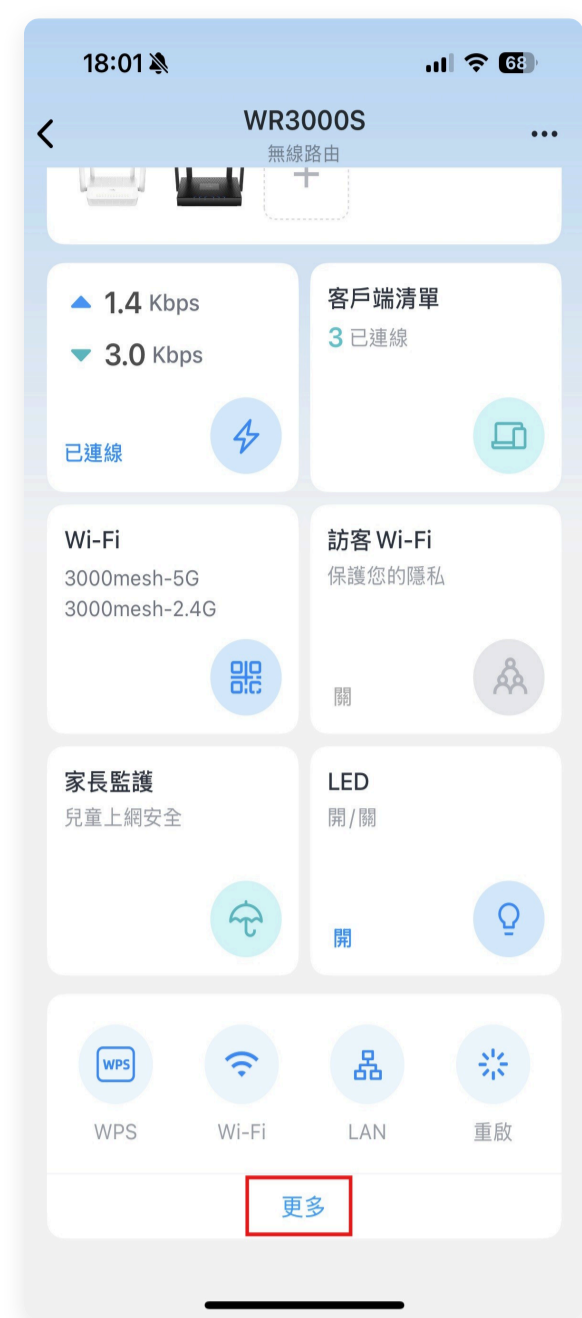 18:01
68
WR3000S
無線路由
1.4 Kbps
3.0 Kbps
已連線
客戶端清單
3 已連線
Wi-Fi
3000mesh-5G
3000mesh-2.4G
訪客 Wi-Fi
保護您的隱私
關
家長監護
兒童上網安全
LED
開/關
開
WPS
WPS
Wi-Fi
LAN
重啟
更多